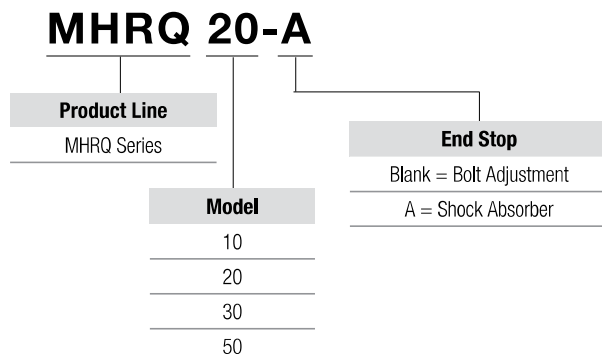 MHRQ 20-A
Product Line
MHRQ Series
Model
10
20
30
50
End Stop
Blank = Bolt Adjustment
A = Shock Absorber